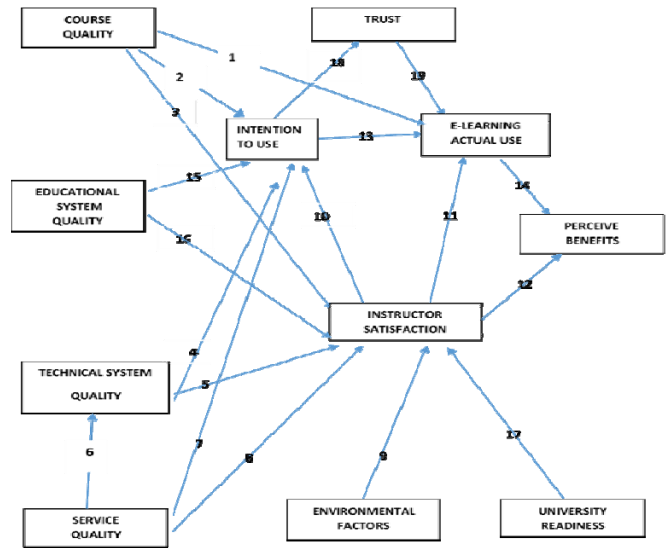 COURSE
QUALITY
TRUST
1
18
19
2
3
INTENTION
TO USE
13
E-LEARNING
ACTUAL USE
15
14
EDUCATIONAL
SYSTEM
QUALITY
10
11
PERCEIVE
BENEFITS
16
12
INSTRUCTOR
SATISFACTION
4
TECHNICAL SYSTEM
QUALITY
5
6
7
8
9
17
SERVICE
QUALITY
ENVIRONMENTAL
FACTORS
UNIVERSITY
READINESS